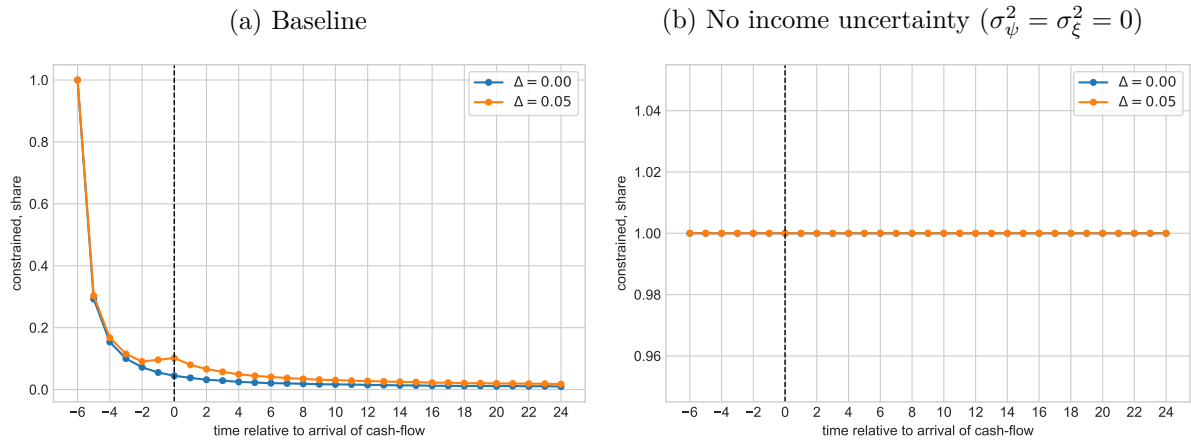 (a) Baseline
Δ = 0.00
Δ = 0.05
constrained, share
1.0
0.8
0.6
0.4
0.2
0.0
−6 −4 −2 0 2 4 6 8 10 12 14 16 18 20 22 24
time relative to arrival of cash-flow
(b) No income uncertainty (σ²_ψ = σ²_ξ = 0)
Δ = 0.00
Δ = 0.05
constrained, share
1.04
1.02
1.00
0.98
0.96
−6 −4 −2 0 2 4 6 8 10 12 14 16 18 20 22 24
time relative to arrival of cash-flow